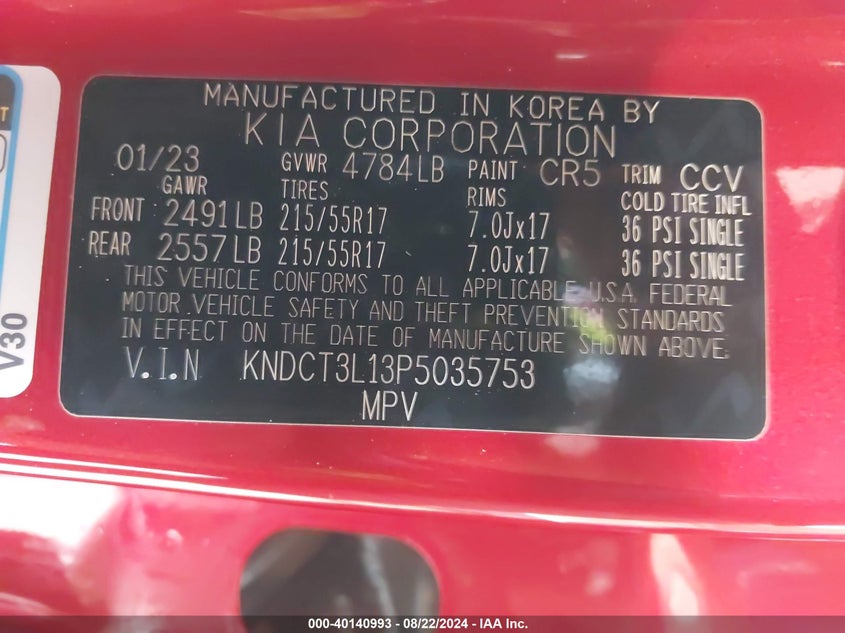 MANUFACTURED IN KOREA BY
KIA CORPORATION
01/23 GVWR 4784LB PAINT CR5 TRIM CCV
GAWR TIRES RIMS COLD TIRE INFL
FRONT 2491LB 215/55R17 7.0Jx17 36 PSI SINGLE
REAR 2557LB 215/55R17 7.0Jx17 36 PSI SINGLE
THIS VEHICLE CONFORMS TO ALL APPLICABLE U.S.A. FEDERAL
MOTOR VEHICLE SAFETY AND THEFT PREVENTION STANDARDS
IN EFFECT ON THE DATE OF MANUFACTURE SHOWN ABOVE.
V.I.N KNDCT3L13P5035753
MPV
V30
000-40140993 - 08/22/2024 - IAA Inc.